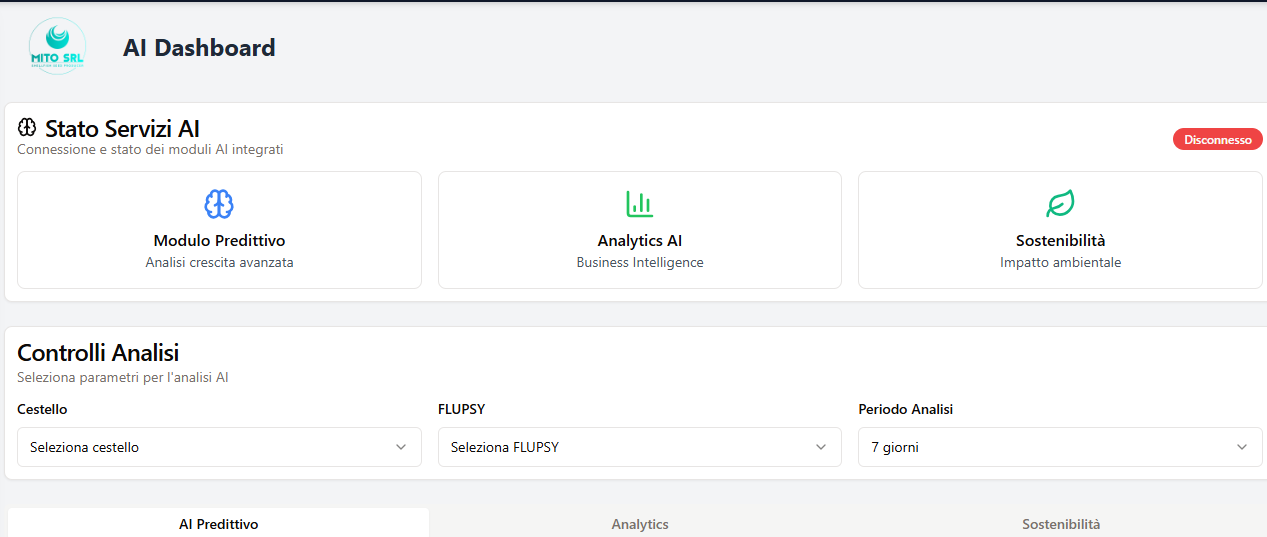 MITO SRL
AI Dashboard
Stato Servizi AI
Connessione e stato dei moduli AI integrati
Disconnesso
Modulo Predittivo
Analisi crescita avanzata
Analytics AI
Business Intelligence
Sostenibilità
Impatto ambientale
Controlli Analisi
Seleziona parametri per l'analisi AI
Cestello
Seleziona cestello
FLUPSY
Seleziona FLUPSY
Periodo Analisi
7 giorni
AI Predittivo
Analytics
Sostenibilità